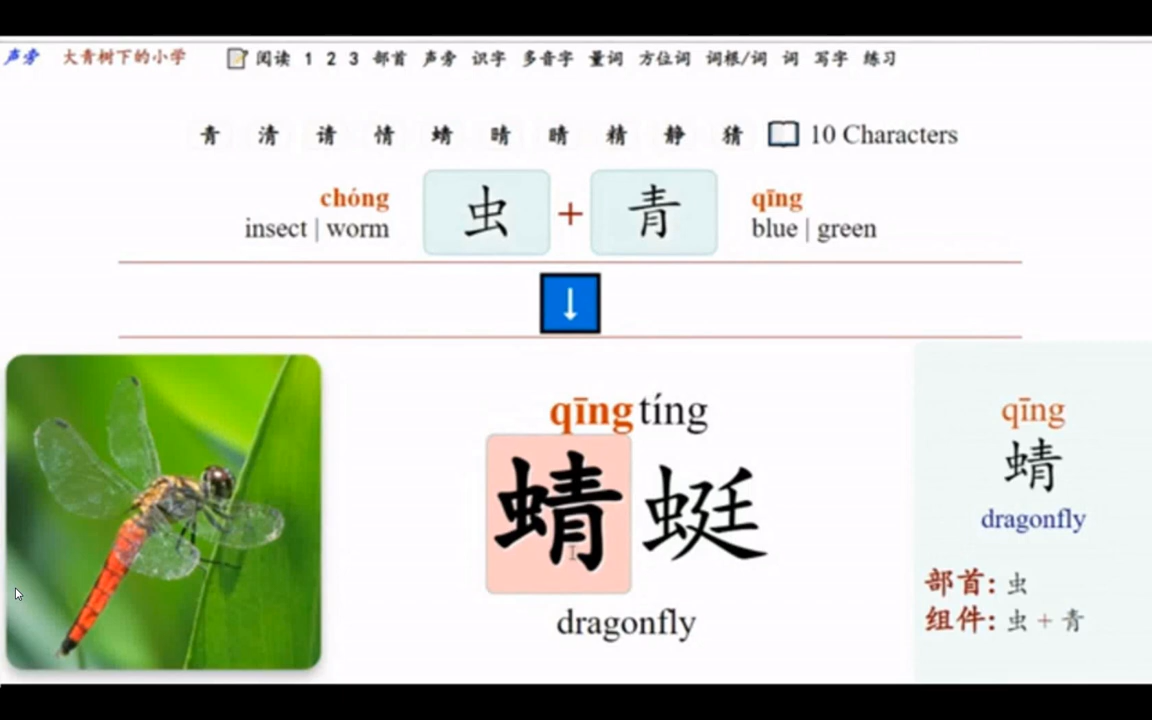 声旁 大青树下的小学 阅读 1 2 3 部首 声旁 识字 多音字 量词 方位词 词根/词 词 写字 练习
青 清 请 情 蜻 晴 睛 精 静 猜 10 Characters
chóng 虫 + 青 qīng
insect | worm blue | green
↓
qīng tíng
蜻蜓
dragonfly
qīng
蜻
dragonfly
部首: 虫
组件: 虫 + 青